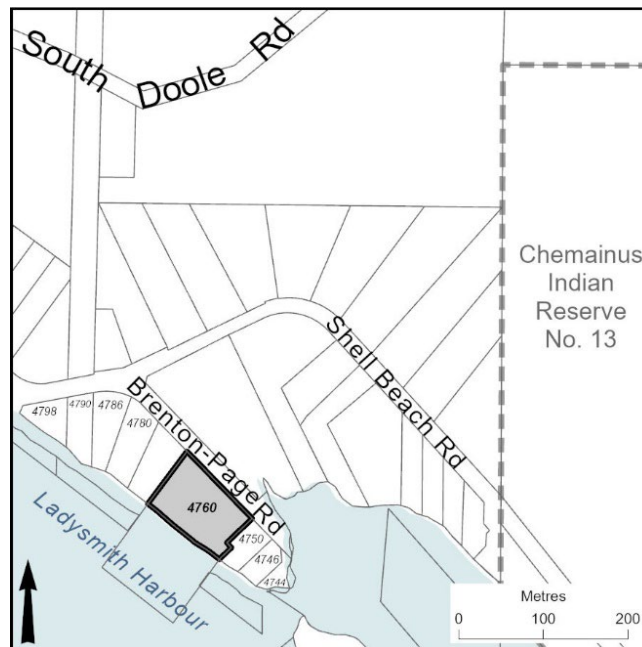 South Doole Rd
Chemainus
Indian
Reserve
No. 13
Shell Beach Rd
Brenton-Page Rd
4798
4790
4786
4780
4760
4750
4746
4744
Ladysmith Harbour
Metres
0 100 200